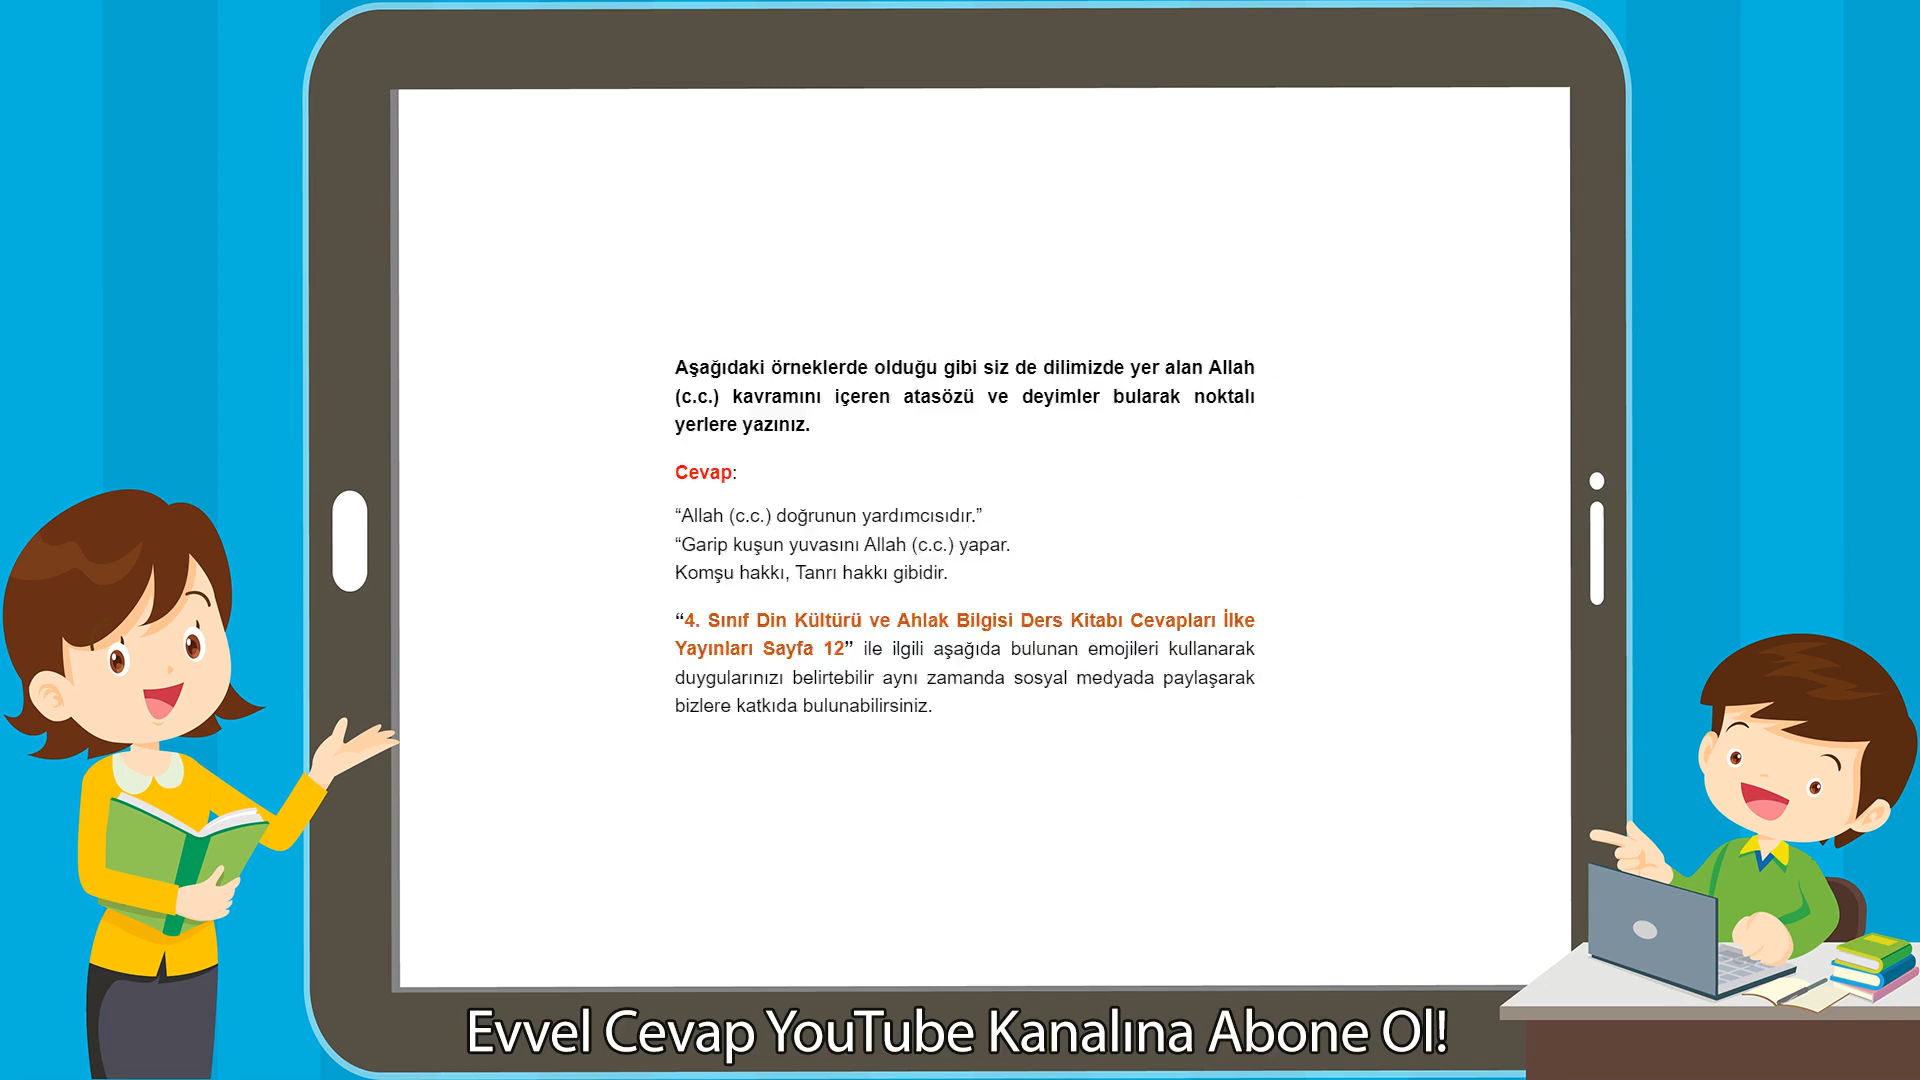 Aşağıdaki örneklerde olduğu gibi siz de dilimizde yer alan Allah
(c.c.) kavramını içeren atasözü ve deyimler bularak noktalı
yerlere yazınız.
Cevap:
“Allah (c.c.) doğrunun yardımcısıdır.”
“Garip kuşun yuvasını Allah (c.c.) yapar.
Komşu hakkı, Tanrı hakkı gibidir.
“4. Sınıf Din Kültürü ve Ahlak Bilgisi Ders Kitabı Cevapları İlke
Yayınları Sayfa 12” ile ilgili aşağıda bulunan emojileri kullanarak
duygularınızı belirtebilir aynı zamanda sosyal medyada paylaşarak
bizlere katkıda bulunabilirsiniz.
Evvel Cevap YouTube Kanalına Abone Ol!